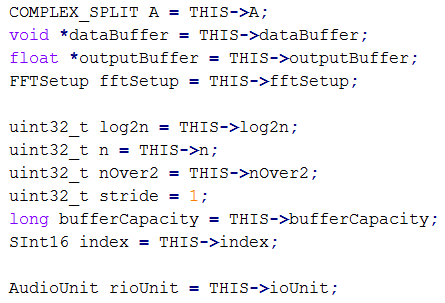 COMPLEX_SPLIT A = THIS->A;
void *dataBuffer = THIS->dataBuffer;
float *outputBuffer = THIS->outputBuffer;
FFTSetup fftSetup = THIS->fftSetup;
uint32_t log2n = THIS->log2n;
uint32_t n = THIS->n;
uint32_t nOver2 = THIS->nOver2;
uint32_t stride = 1;
long bufferCapacity = THIS->bufferCapacity;
SInt16 index = THIS->index;
AudioUnit rioUnit = THIS->ioUnit;